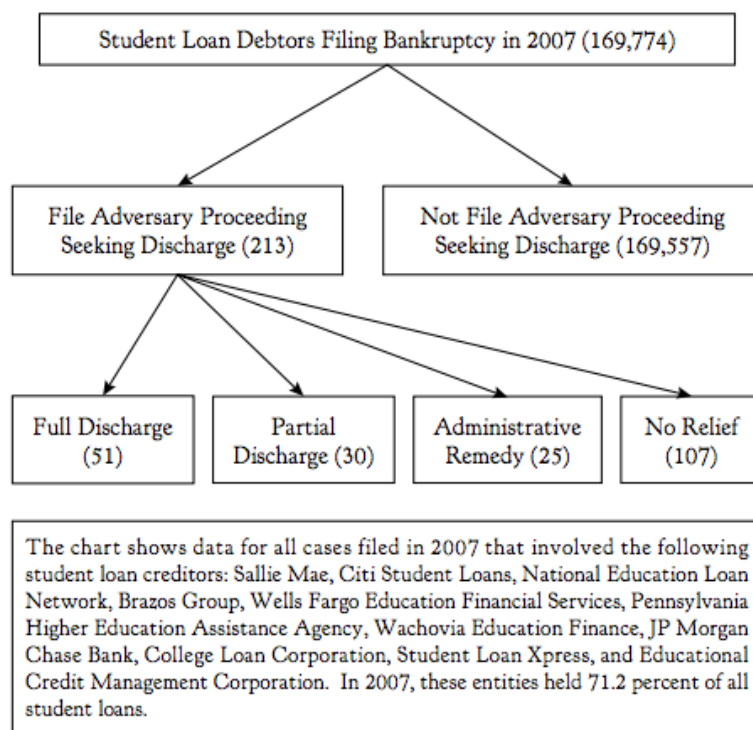 Student Loan Debtors Filing Bankruptcy in 2007 (169,774)
File Adversary Proceeding
Seeking Discharge (213)
Not File Adversary Proceeding
Seeking Discharge (169,557)
Full Discharge
(51)
Partial
Discharge (30)
Administrative
Remedy (25)
No Relief
(107)
The chart shows data for all cases filed in 2007 that involved the following
student loan creditors: Sallie Mae, Citi Student Loans, National Education Loan
Network, Brazos Group, Wells Fargo Education Financial Services, Pennsylvania
Higher Education Assistance Agency, Wachovia Education Finance, JP Morgan
Chase Bank, College Loan Corporation, Student Loan Xpress, and Educational
Credit Management Corporation. In 2007, these entities held 71.2 percent of all
student loans.